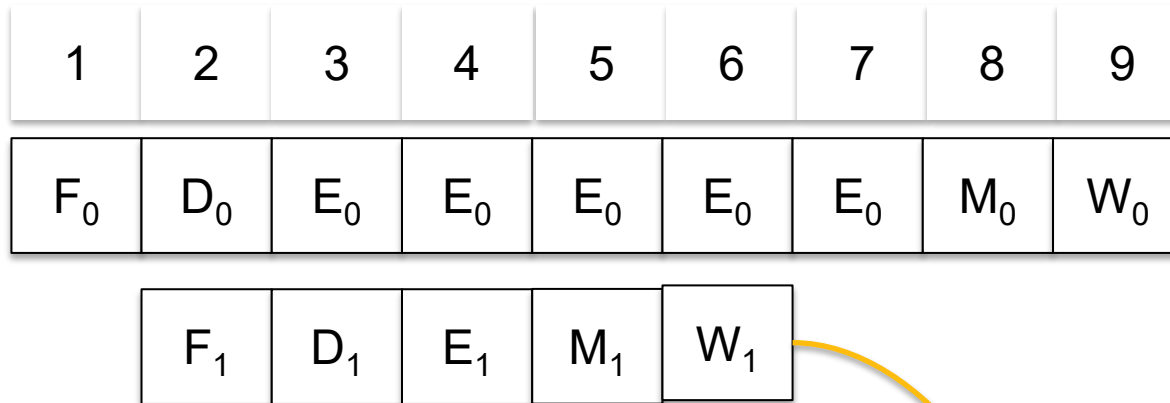 1 2 3 4 5 6 7 8 9
F₀ D₀ E₀ E₀ E₀ E₀ E₀ M₀ W₀
F₁ D₁ E₁ M₁ W₁